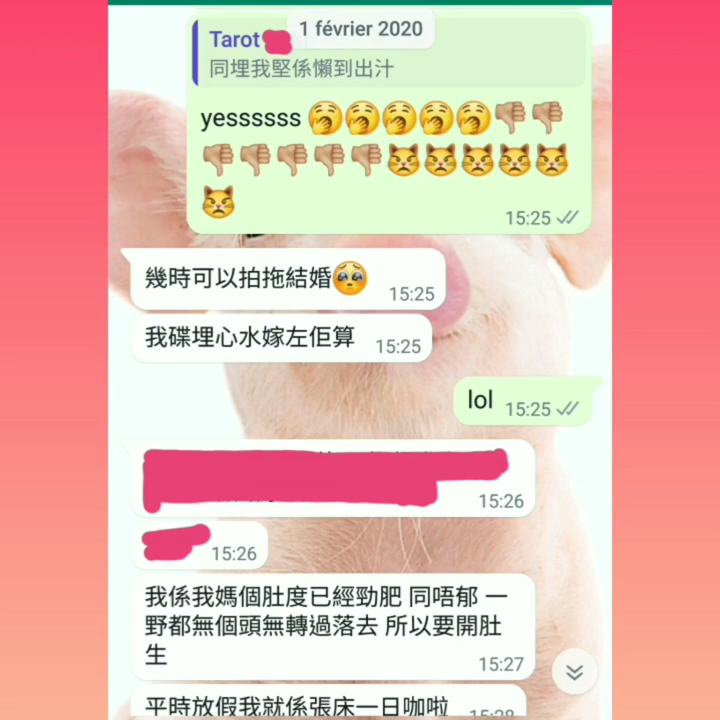 1 février 2020
Tarot
同埋我堅係懶到出汁
yessssss 🥱🥱🥱🥱🥱👎🏼👎🏼
👎🏼👎🏼👎🏼👎🏼👎🏼😾😾😾😾😾
😾
15:25
幾時可以拍拖結婚🥺
15:25
我碟埋心水嫁左佢算
15:25
lol
15:25
15:26
15:26
我係我媽個肚度已經勁肥 同唔郁 一
野都無個頭無轉過落去 所以要開肚
生
15:27
平時放假我就係張床一日咖啦
15:28